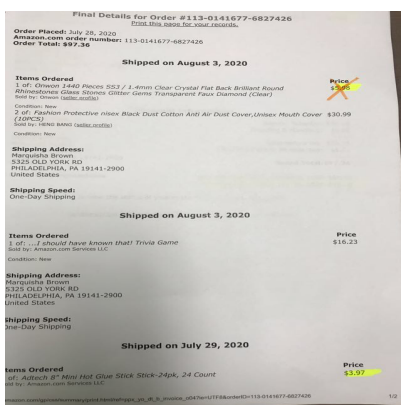 Final Details for Order #113-0141677-6827426
Print this page for your records.
Order Placed: July 28, 2020
Amazon.com order number: 113-0141677-6827426
Order Total: $97.36
Shipped on August 3, 2020
Items Ordered Price
1 of: Onwon 1440 Pieces SS3 / 1.4mm Clear Crystal Flat Back Brilliant Round $5.98
Rhinestones Glass Stones Glitter Gems Transparent Faux Diamond (Clear)
Sold by: Onwon (seller profile)
Condition: New
2 of: Fashion Protective nisex Black Dust Cotton Anti Air Dust Cover,Unisex Mouth Cover $30.99
(10PCS)
Sold by: HENG BANG (seller profile)
Condition: New
Shipping Address:
Marquisha Brown
5325 OLD YORK RD
PHILADELPHIA, PA 19141-2900
United States
Shipping Speed:
One-Day Shipping
Shipped on August 3, 2020
Items Ordered Price
1 of: ...I should have known that! Trivia Game $16.23
Sold by: Amazon.com Services LLC
Condition: New
Shipping Address:
Marquisha Brown
5325 OLD YORK RD
PHILADELPHIA, PA 19141-2900
United States
Shipping Speed:
One-Day Shipping
Shipped on July 29, 2020
Items Ordered Price
of: Adtech 8" Mini Hot Glue Stick Stick-24pk, 24 Count $3.97
Sold by: Amazon.com Services LLC
1/2